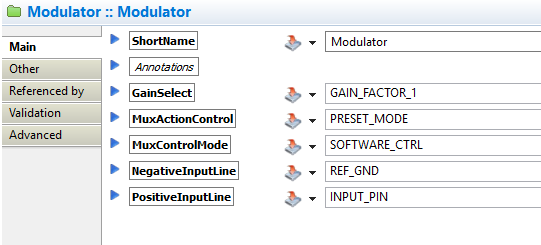 Modulator :: Modulator
Main
Other
Referenced by
Validation
Advanced
ShortName Modulator
Annotations
GainSelect GAIN_FACTOR_1
MuxActionControl PRESET_MODE
MuxControlMode SOFTWARE_CTRL
NegativeInputLine REF_GND
PositiveInputLine INPUT_PIN